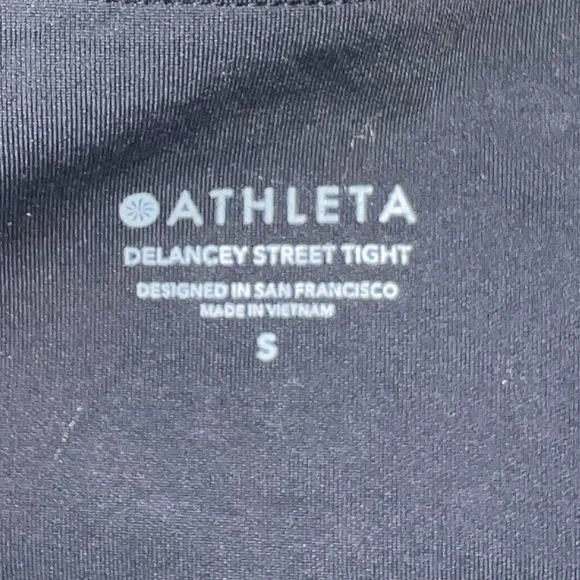 ATHLETA
DELANCEY STREET TIGHT
DESIGNED IN SAN FRANCISCO
MADE IN VIETNAM
S